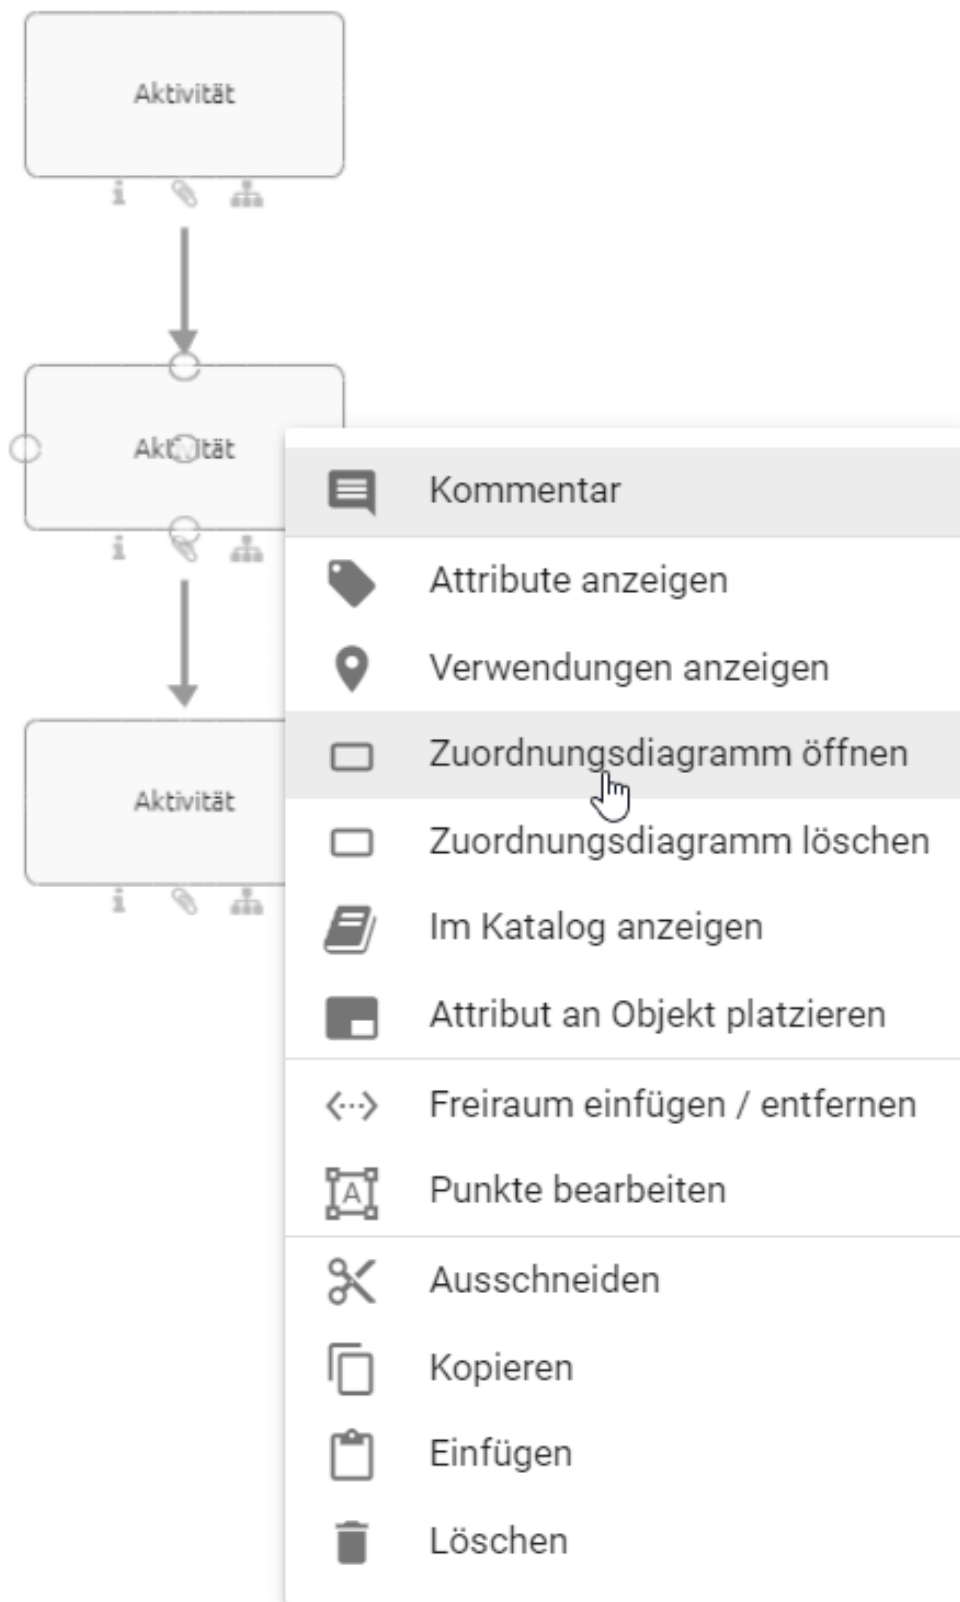 Aktivität
Aktivität
Kommentar
Attribute anzeigen
Verwendungen anzeigen
Zuordnungsdiagramm öffnen
Aktivität
Zuordnungsdiagramm löschen
Im Katalog anzeigen
Attribut an Objekt platzieren
Freiraum einfügen / entfernen
A
Punkte bearbeiten
Ausschneiden
Kopieren
Einfügen
Löschen